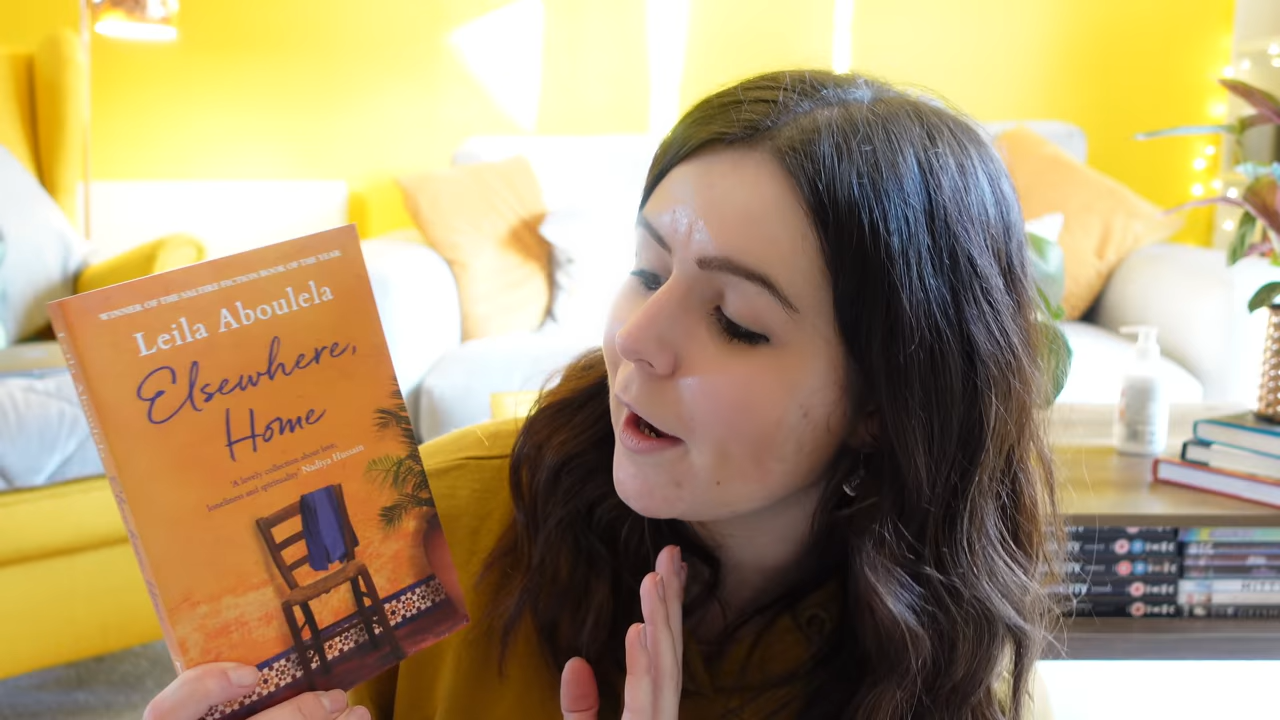 WINNER OF THE SALTIRE FICTION BOOK OF THE YEAR
Leila Aboulela
Elsewhere,
Home
'A lovely collection about love,
loneliness and spirituality' Nadiya Hussain